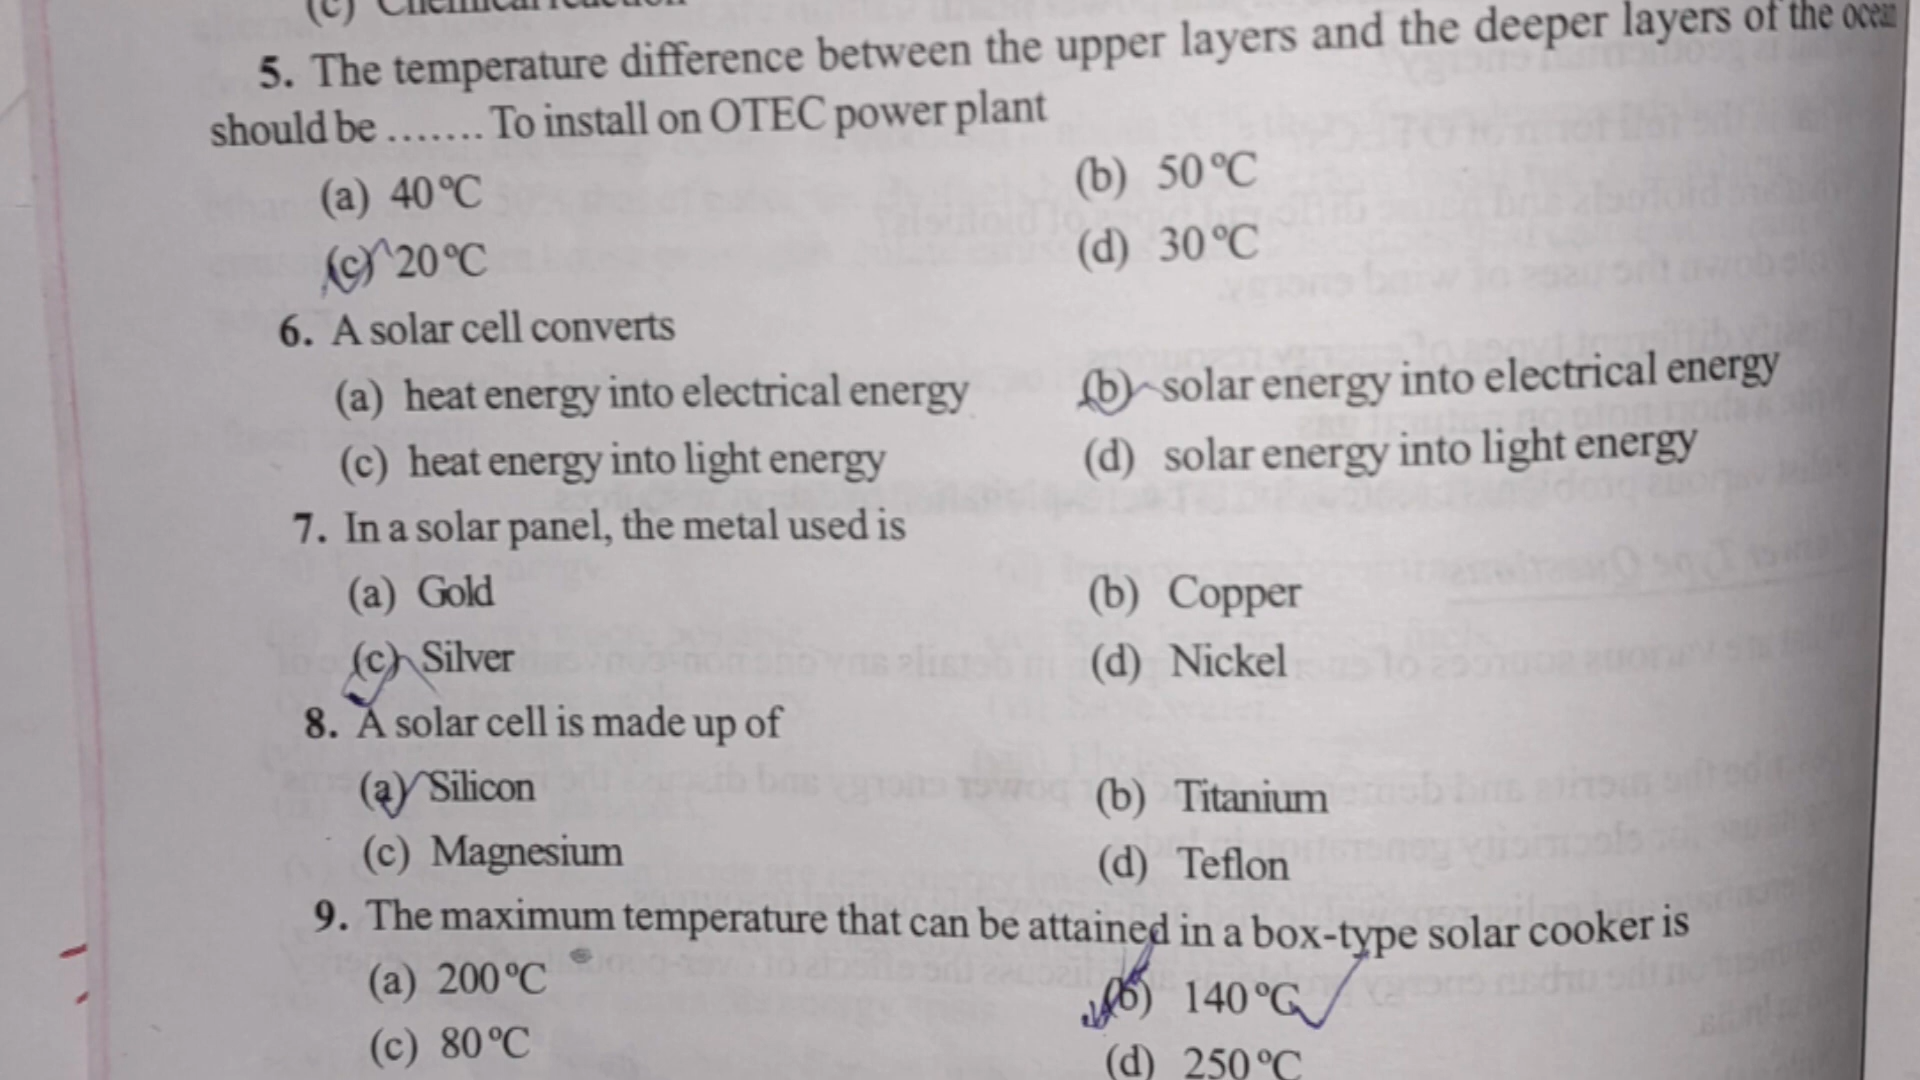 (c) Chemical reaction
5. The temperature difference between the upper layers and the deeper layers of the ocean
should be ....... To install on OTEC power plant
(a) 40°C (b) 50°C
(c) 20°C (d) 30°C
6. A solar cell converts
(a) heat energy into electrical energy (b) solar energy into electrical energy
(c) heat energy into light energy (d) solar energy into light energy
7. In a solar panel, the metal used is
(a) Gold (b) Copper
(c) Silver (d) Nickel
8. A solar cell is made up of
(a) Silicon (b) Titanium
(c) Magnesium (d) Teflon
9. The maximum temperature that can be attained in a box-type solar cooker is
(a) 200°C (b) 140°C
(c) 80°C (d) 250°C